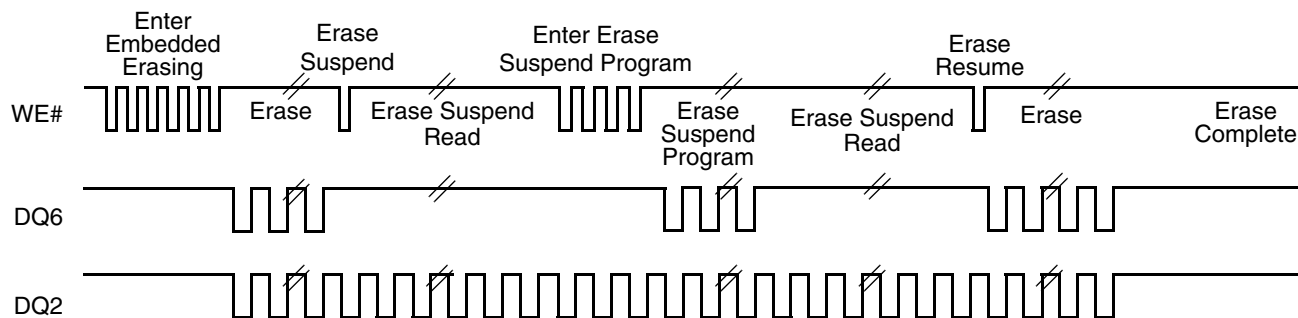 Enter
Embedded
Erasing
Erase
Suspend
Enter Erase
Suspend Program
Erase
Resume
WE#
Erase
Erase Suspend
Read
Erase
Suspend
Program
Erase Suspend
Read
Erase
Erase
Complete
DQ6
DQ2